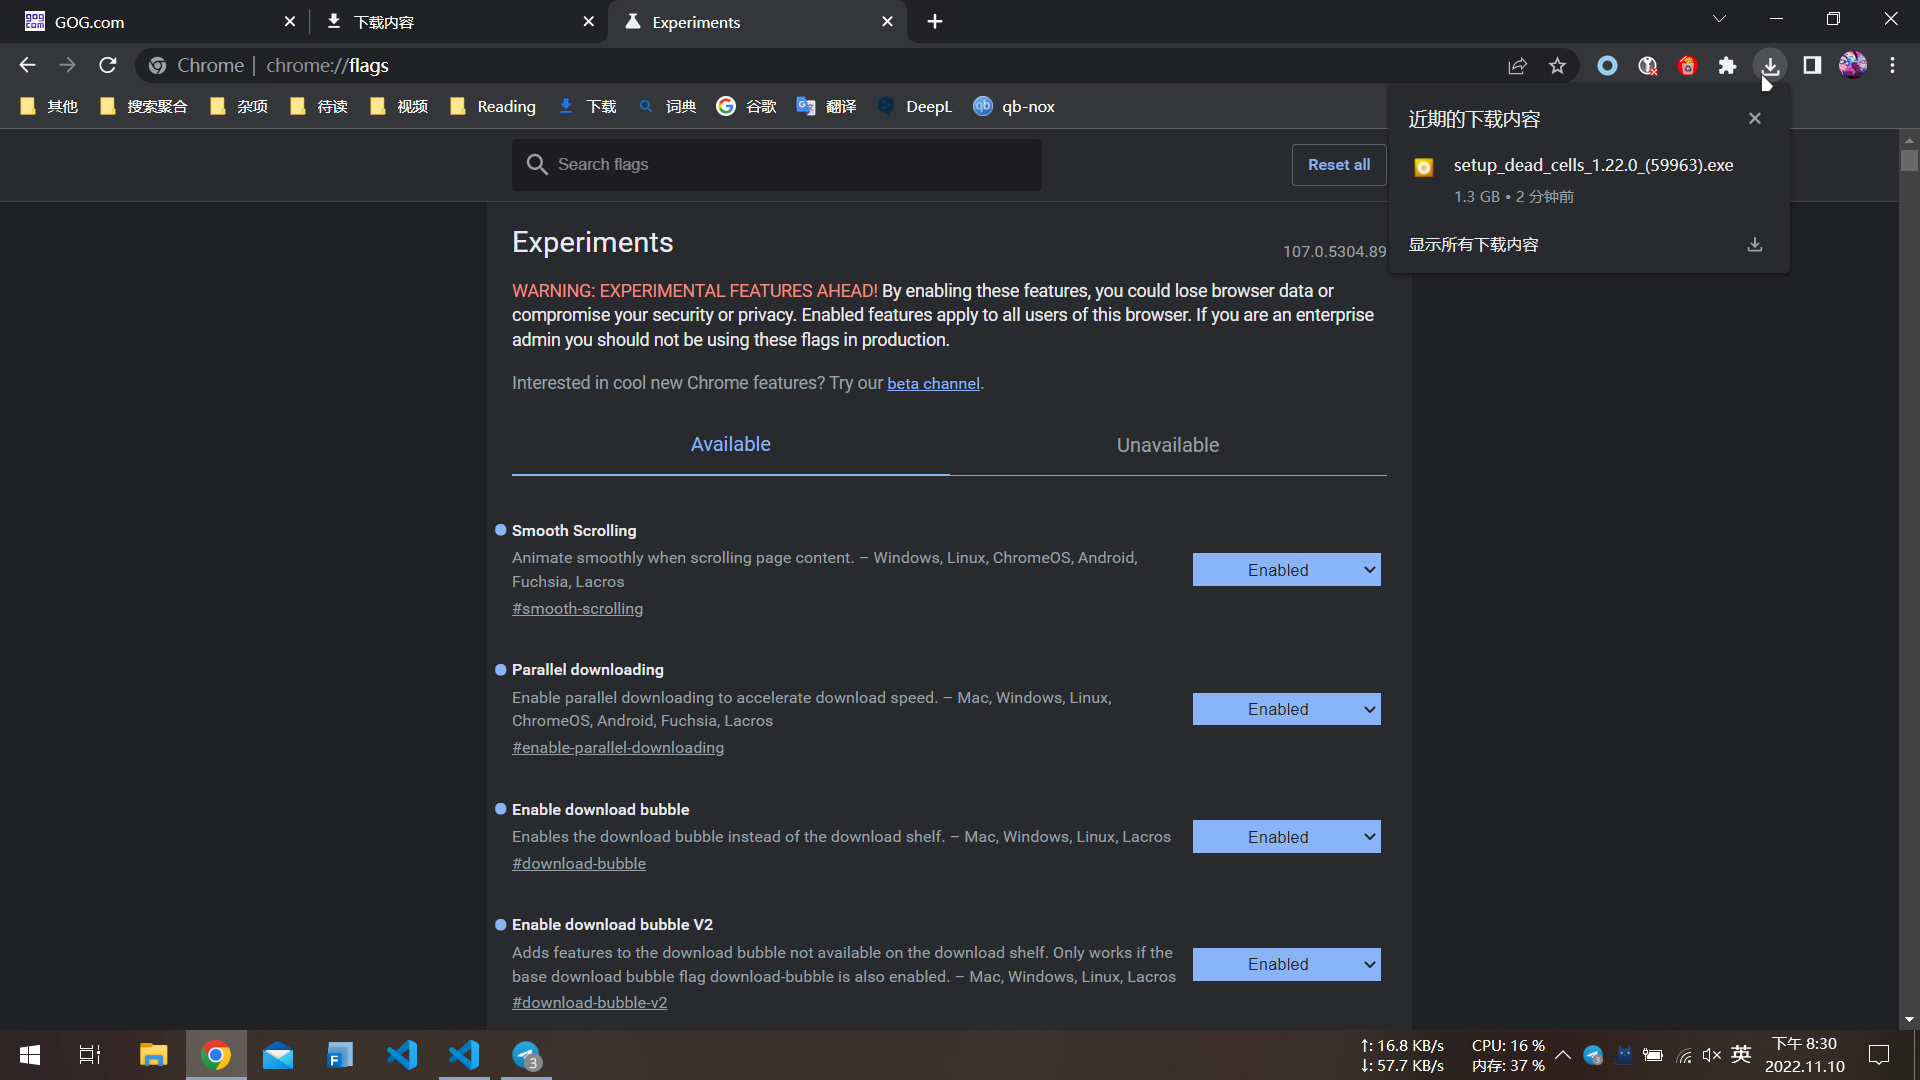 GOG.com
下载内容
Experiments
Chrome
chrome://flags
其他
搜索聚合
杂项
待读
视频
Reading
下载
词典
谷歌
翻译
DeepL
qb-nox
近期的下载内容
setup_dead_cells_1.22.0_(59963).exe
1.3 GB • 2 分钟前
显示所有下载内容
Search flags
Reset all
Experiments
107.0.5304.89
WARNING: EXPERIMENTAL FEATURES AHEAD! By enabling these features, you could lose browser data or
compromise your security or privacy. Enabled features apply to all users of this browser. If you are an enterprise
admin you should not be using these flags in production.
Interested in cool new Chrome features? Try our beta channel.
Available
Unavailable
Smooth Scrolling
Animate smoothly when scrolling page content. – Windows, Linux, ChromeOS, Android,
Fuchsia, Lacros
#smooth-scrolling
Enabled
Parallel downloading
Enable parallel downloading to accelerate download speed. – Mac, Windows, Linux,
ChromeOS, Android, Fuchsia, Lacros
#enable-parallel-downloading
Enabled
Enable download bubble
Enables the download bubble instead of the download shelf. – Mac, Windows, Linux, Lacros
#download-bubble
Enabled
Enable download bubble V2
Adds features to the download bubble not available on the download shelf. Only works if the
base download bubble flag download-bubble is also enabled. – Mac, Windows, Linux, Lacros
#download-bubble-v2
Enabled
3
↑: 16.8 KB/s
↓: 57.7 KB/s
CPU: 16 %
内存: 37 %
英
下午 8:30
2022.11.10